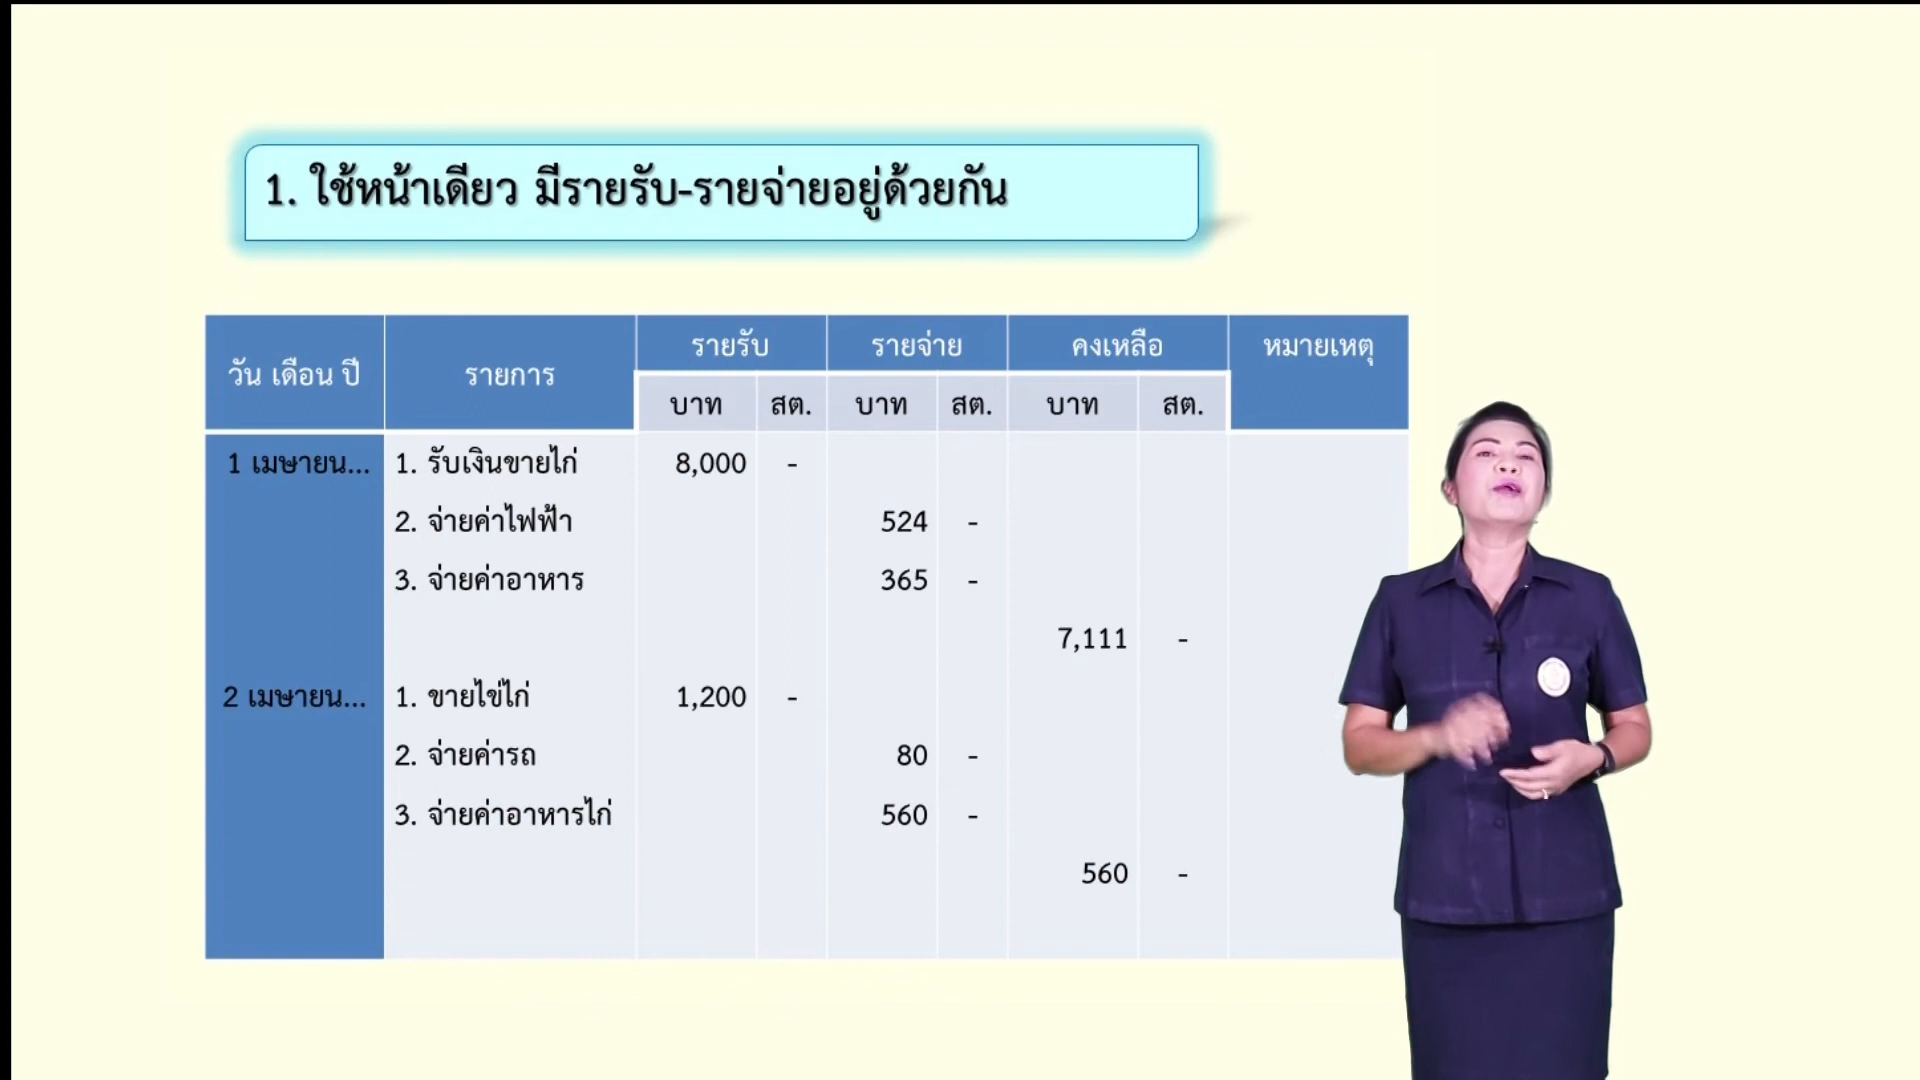 1. ใช้หน้าเดียว มีรายรับ-รายจ่ายอยู่ด้วยกัน
วัน เดือน ปี รายการ รายรับ รายจ่าย คงเหลือ หมายเหตุ
บาท สต. บาท สต. บาท สต.
1 เมษายน... 1. รับเงินขายไก่ 8,000 -
2. จ่ายค่าไฟฟ้า 524 -
3. จ่ายค่าอาหาร 365 -
7,111 -
2 เมษายน... 1. ขายไข่ไก่ 1,200 -
2. จ่ายค่ารถ 80 -
3. จ่ายค่าอาหารไก่ 560 -
560 -